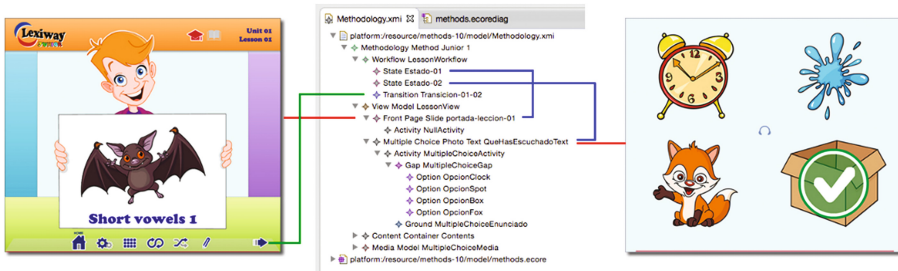 Lexiway
Unit 01
Lesson 01
Short vowels 1
HOME
Methodology.xmi
methods.ecorediag
platform:/resource/methods-10/model/Methodology.xmi
Methodology Method Junior 1
Workflow LessonWorkflow
State Estado-01
State Estado-02
Transition Transicion-01-02
View Model LessonView
Front Page Slide portada-leccion-01
Activity NullActivity
Multiple Choice Photo Text QueHasEscuchadoText
Activity MultipleChoiceActivity
Gap MultipleChoiceGap
Option OpcionClock
Option OpcionSpot
Option OpcionBox
Option OpcionFox
Ground MultipleChoiceEnunciado
Content Container Contents
Media Model MultipleChoiceMedia
platform:/resource/methods-10/model/methods.ecore